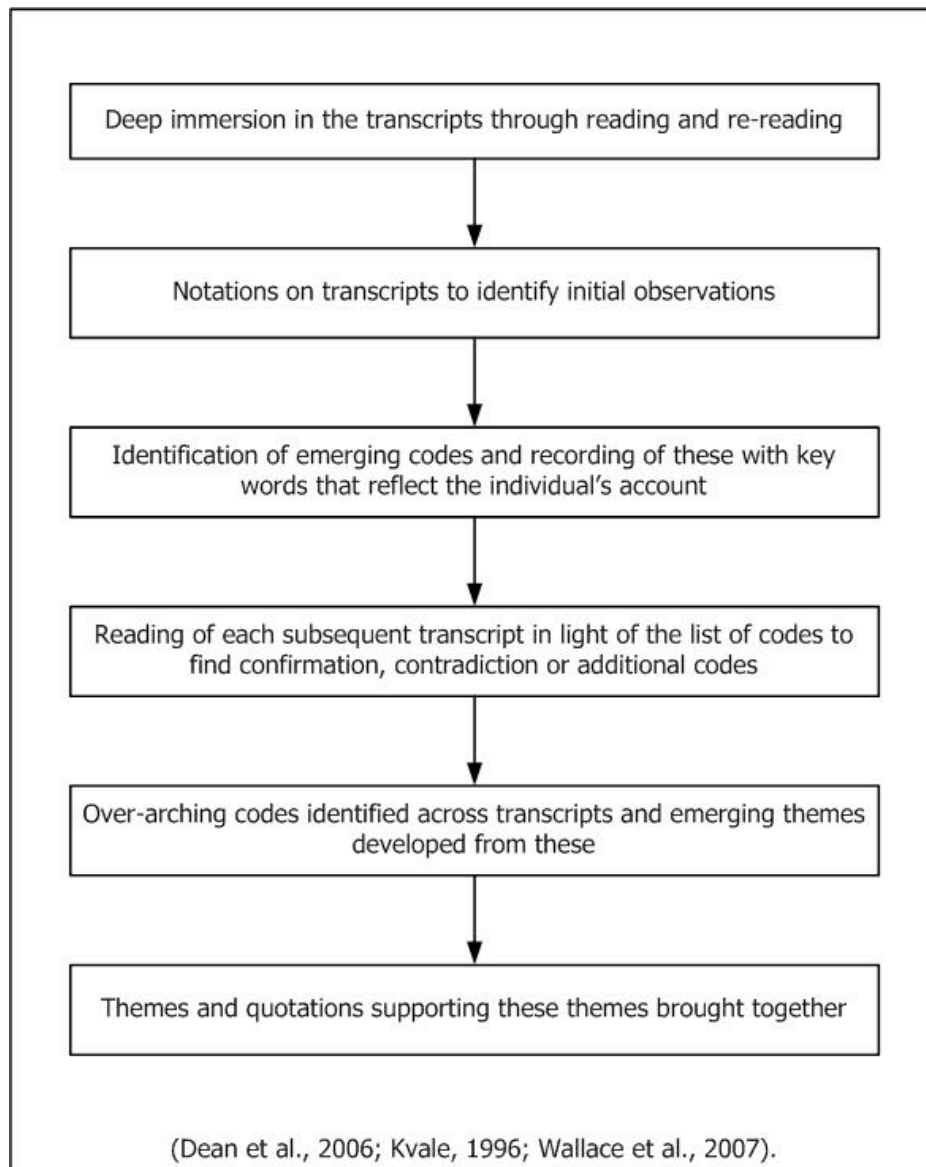 Deep immersion in the transcripts through reading and re-reading
Notations on transcripts to identify initial observations
Identification of emerging codes and recording of these with key
words that reflect the individual's account
Reading of each subsequent transcript in light of the list of codes to
find confirmation, contradiction or additional codes
Over-arching codes identified across transcripts and emerging themes
developed from these
Themes and quotations supporting these themes brought together
(Dean et al., 2006; Kvale, 1996; Wallace et al., 2007).